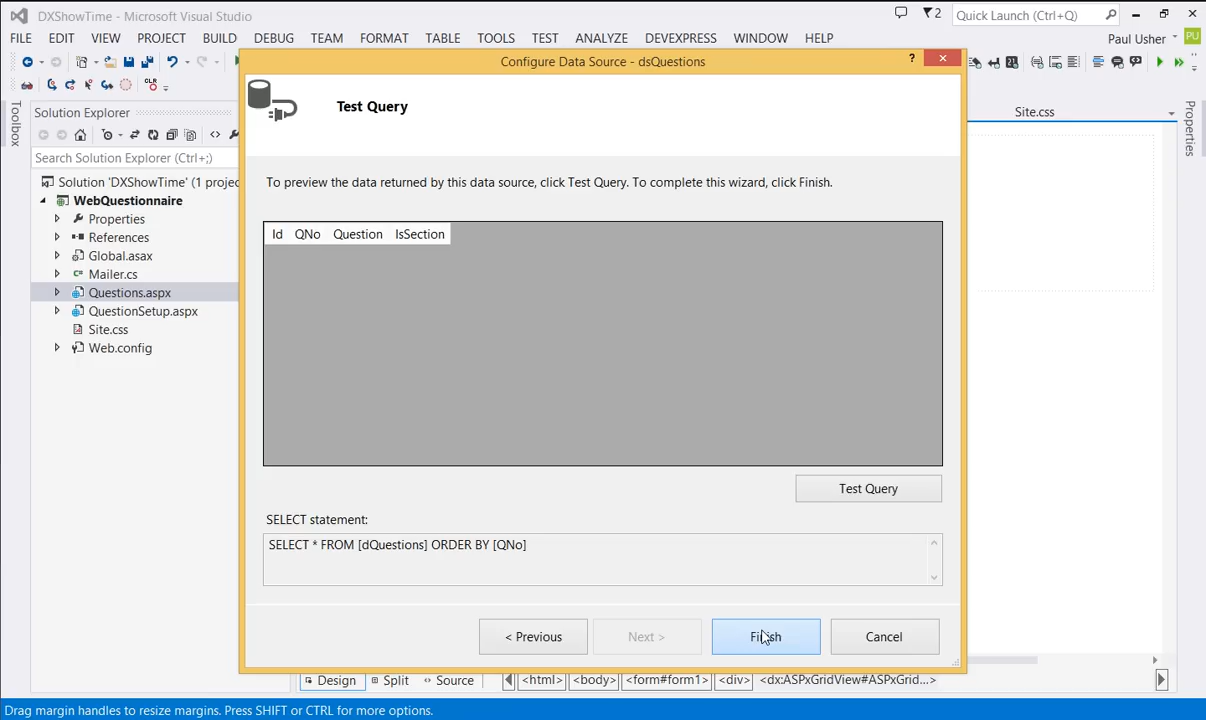 DXShowTime - Microsoft Visual Studio
2
Quick Launch (Ctrl+Q)
FILE EDIT VIEW PROJECT BUILD DEBUG TEAM FORMAT TABLE TOOLS TEST ANALYZE DEVEXPRESS WINDOW HELP
Paul Usher
PU
Configure Data Source - dsQuestions
?
CLR
Toolbox
Solution Explorer
Search Solution Explorer (Ctrl+;)
Solution 'DXShowTime' (1 projec
WebQuestionnaire
Properties
References
Global.asax
Mailer.cs
Questions.aspx
QuestionSetup.aspx
Site.css
Web.config
Test Query
To preview the data returned by this data source, click Test Query. To complete this wizard, click Finish.
Id QNo Question IsSection
Test Query
SELECT statement:
SELECT * FROM [dQuestions] ORDER BY [QNo]
< Previous Next > Finish Cancel
Site.css
Properties
Design Split Source <html> <body> <form#form1> <div> <dx:ASPxGridView#ASPxGrid...>
Drag margin handles to resize margins. Press SHIFT or CTRL for more options.